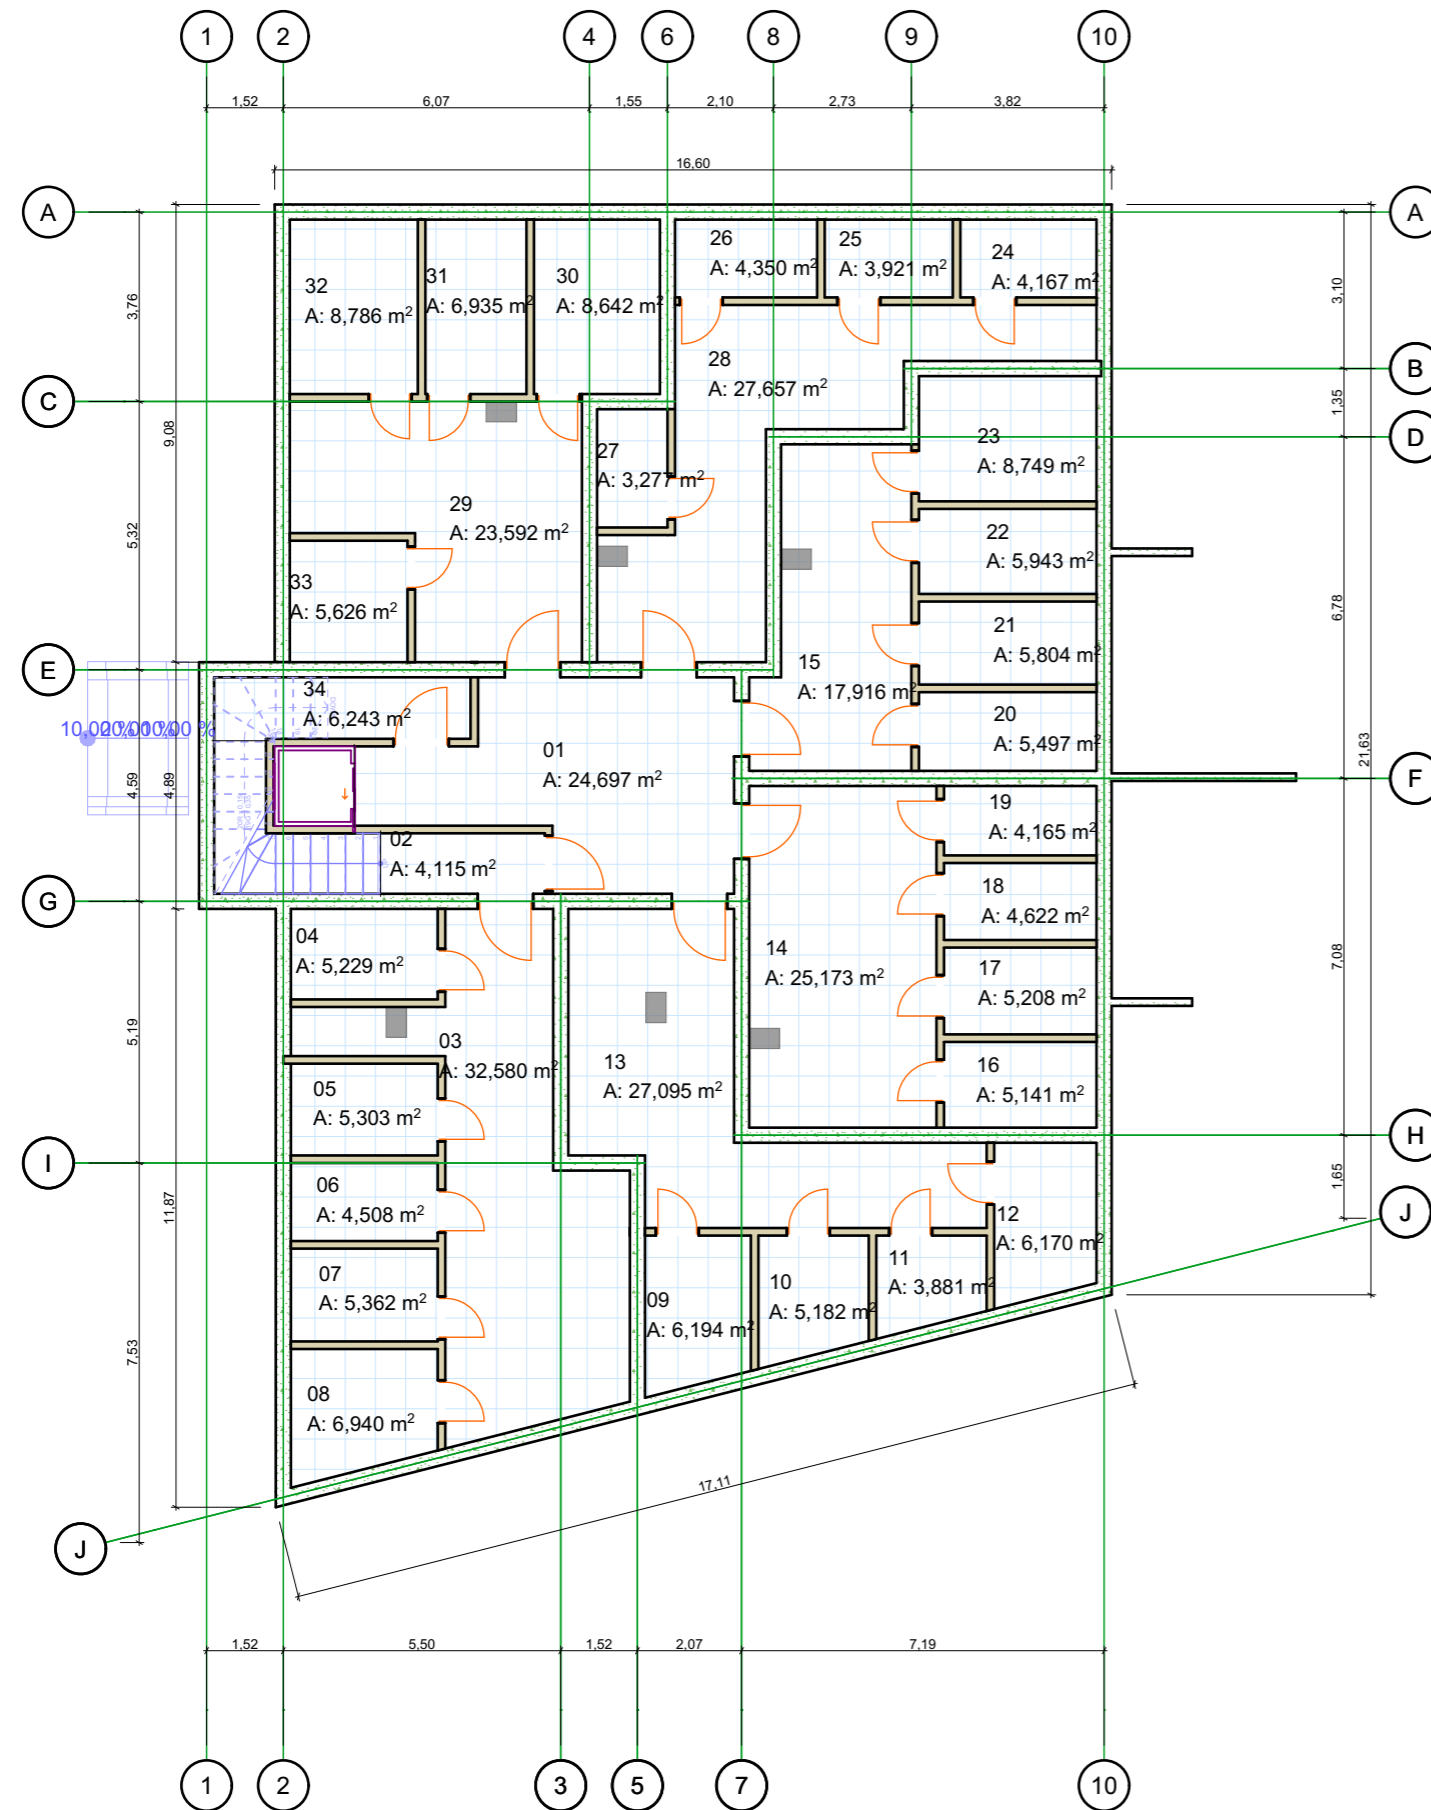 1 2 4 6 8 9 10
1,52 6,07 1,55 2,10 2,73 3,82
16,60
A A
26
A: 4,350 m²
25
A: 3,921 m²
24
A: 4,167 m²
32
A: 8,786 m²
31
A: 6,935 m²
30
A: 8,642 m²
3,76
3,10
28
A: 27,657 m²
B
C
1,35
9,08
D
23
A: 8,749 m²
27
A: 3,277 m²
29
A: 23,592 m²
22
A: 5,943 m²
5,32
33
A: 5,626 m²
6,78
21
A: 5,804 m²
E
15
A: 17,916 m²
34
A: 6,243 m²
20
A: 5,497 m²
10,00 %
10,00 %
01
A: 24,697 m²
21,63
4,59
4,89
F
19
A: 4,165 m²
02
A: 4,115 m²
18
A: 4,622 m²
G
04
A: 5,229 m²
14
A: 25,173 m²
17
A: 5,208 m²
7,08
5,19
03
A: 32,580 m²
13
A: 27,095 m²
16
A: 5,141 m²
05
A: 5,303 m²
H
I
1,65
06
A: 4,508 m²
12
A: 6,170 m²
J
11,87
07
A: 5,362 m²
11
A: 3,881 m²
10
A: 5,182 m²
09
A: 6,194 m²
7,53
08
A: 6,940 m²
17,11
J
1,52 5,50 1,52 2,07 7,19
1 2 3 5 7 10